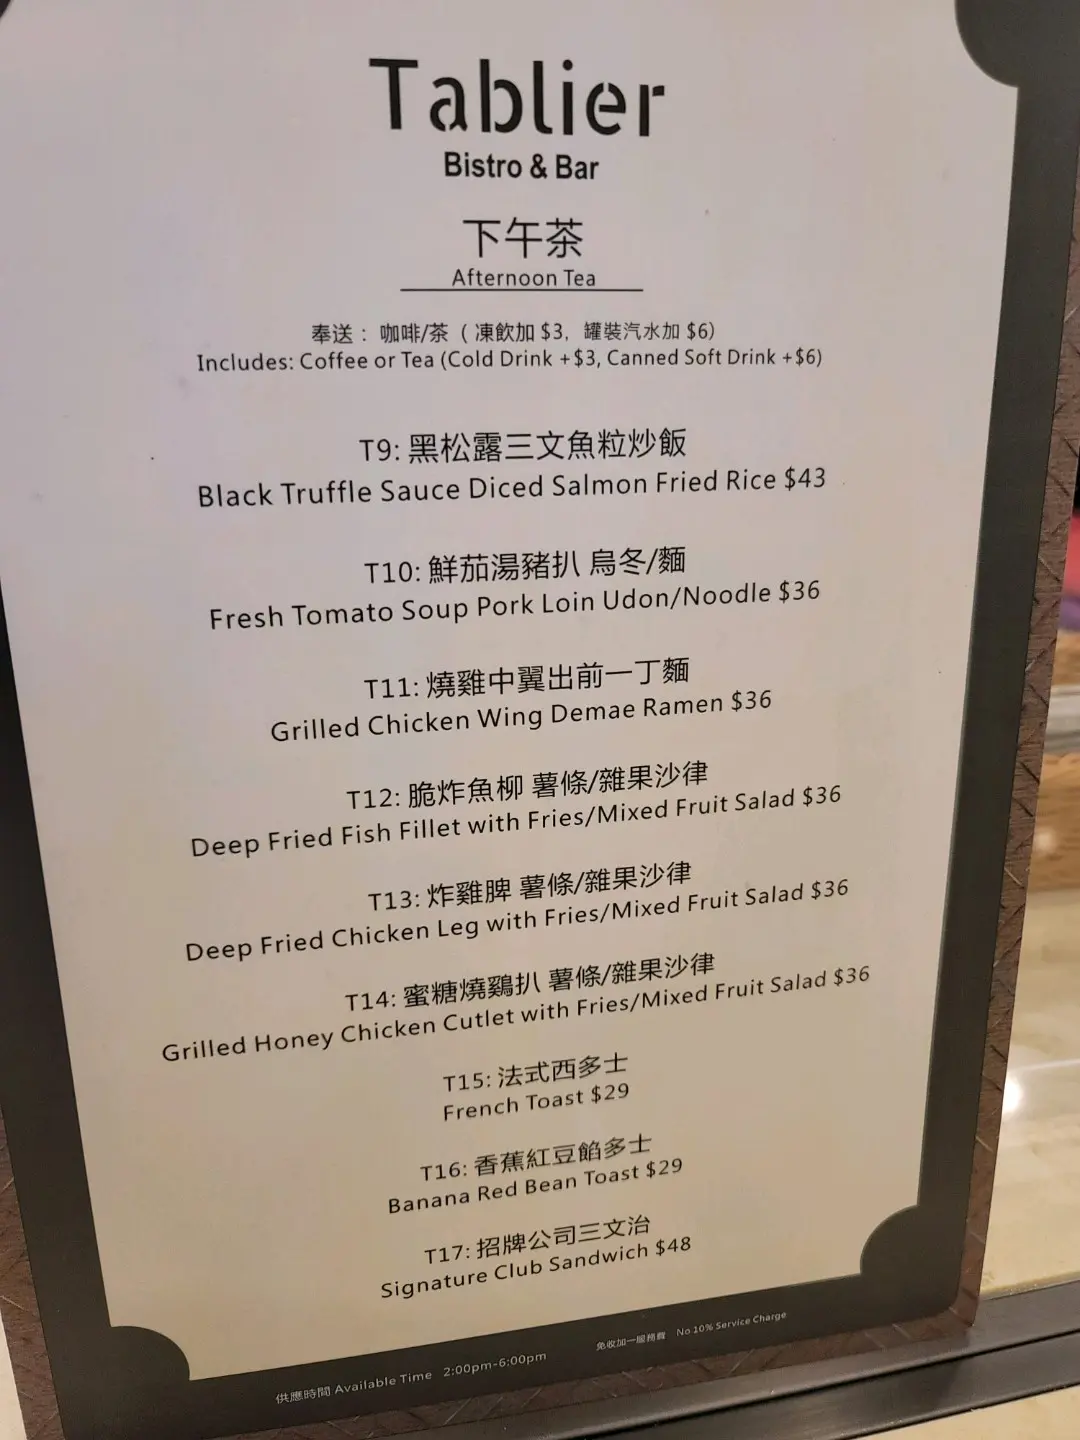 Tablier
Bistro & Bar
下午茶
Afternoon Tea
奉送： 咖啡/茶 ( 凍飲加 $3, 罐裝汽水加 $6)
Includes: Coffee or Tea (Cold Drink +$3, Canned Soft Drink +$6)
T9: 黑松露三文魚粒炒飯
Black Truffle Sauce Diced Salmon Fried Rice $43
T10: 鮮茄湯豬扒 烏冬/麵
Fresh Tomato Soup Pork Loin Udon/Noodle $36
T11: 燒雞中翼出前一丁麵
Grilled Chicken Wing Demae Ramen $36
T12: 脆炸魚柳 薯條/雜果沙律
Deep Fried Fish Fillet with Fries/Mixed Fruit Salad $36
T13: 炸雞脾 薯條/雜果沙律
Deep Fried Chicken Leg with Fries/Mixed Fruit Salad $36
T14: 蜜糖燒鷄扒 薯條/雜果沙律
Grilled Honey Chicken Cutlet with Fries/Mixed Fruit Salad $36
T15: 法式西多士
French Toast $29
T16: 香蕉紅豆餡多士
Banana Red Bean Toast $29
T17: 招牌公司三文治
Signature Club Sandwich $48
供應時間 Available Time 2:00pm-6:00pm 免收加一服務費 No 10% Service Charge